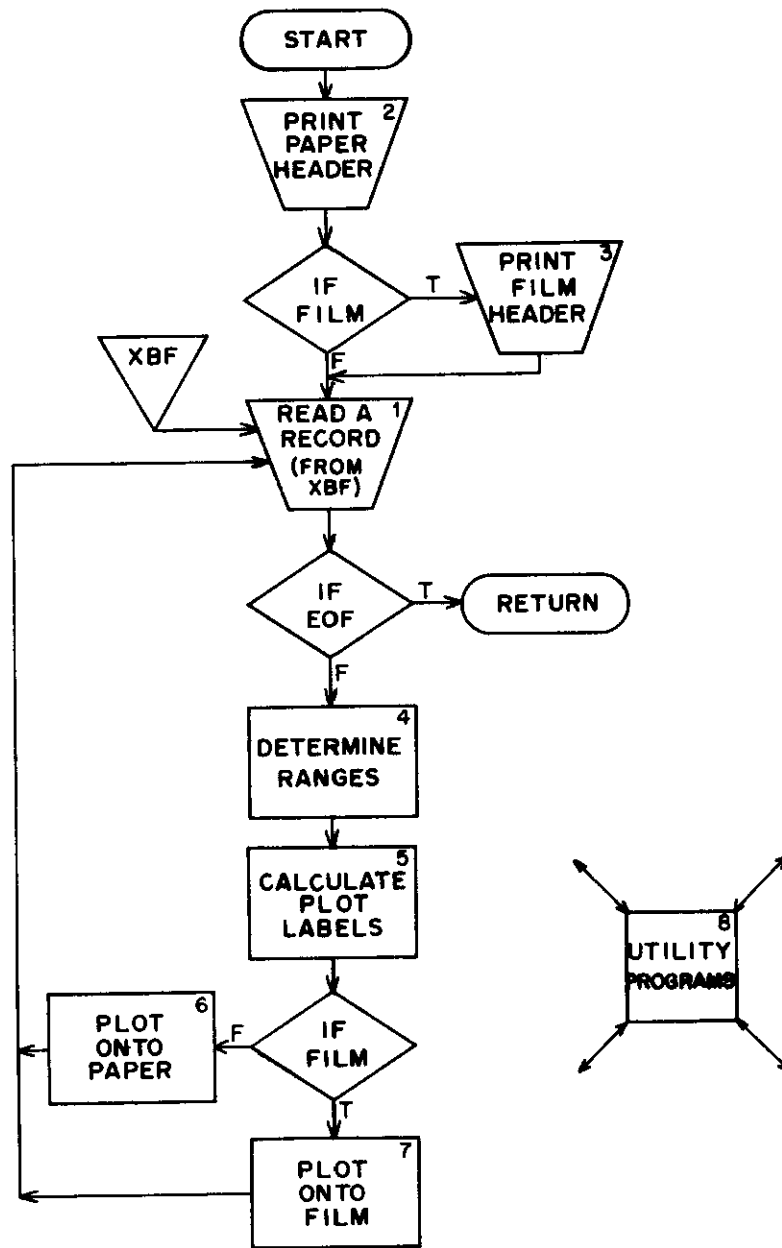 START
2
PRINT
PAPER
HEADER
IF
FILM
T
F
3
PRINT
FILM
HEADER
XBF
1
READ A
RECORD
(FROM
XBF)
IF
EOF
T
F
RETURN
4
DETERMINE
RANGES
5
CALCULATE
PLOT
LABELS
IF
FILM
F
T
6
PLOT
ONTO
PAPER
7
PLOT
ONTO
FILM
8
UTILITY
PROGRAMS